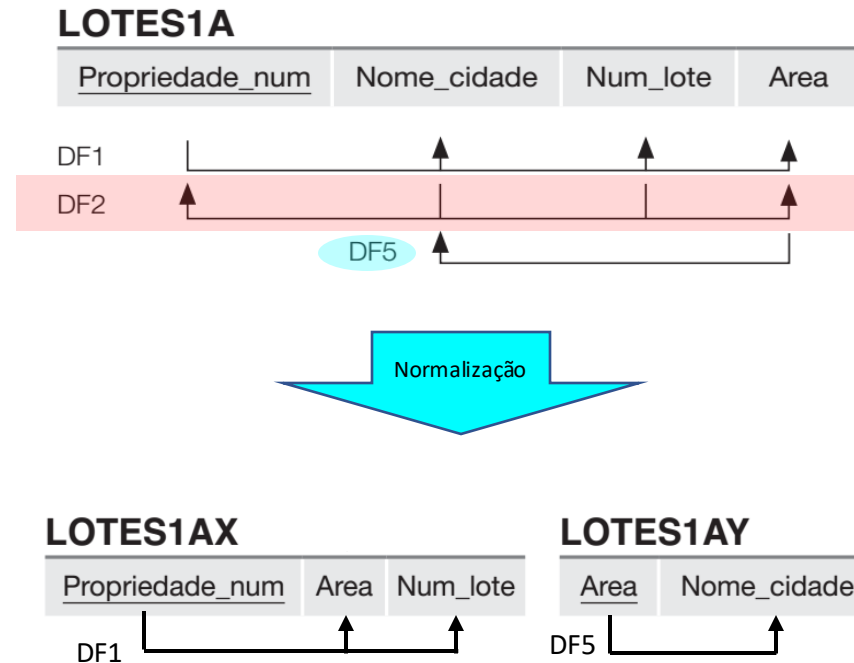 LOTES1A
Propriedade_num Nome_cidade Num_lote Area
DF1
DF2
DF5
Normalização
LOTES1AX LOTES1AY
Propriedade_num Area Num_lote Area Nome_cidade
DF1 DF5